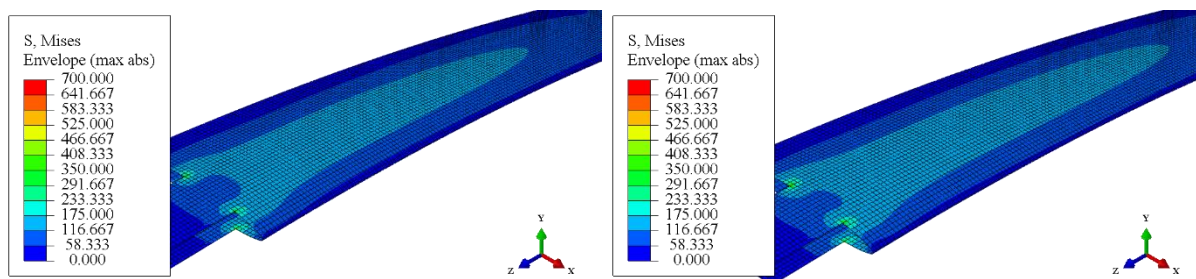 S, Mises
Envelope (max abs)
700.000
641.667
583.333
525.000
466.667
408.333
350.000
291.667
233.333
175.000
116.667
58.333
0.000
Y
Z
X
S, Mises
Envelope (max abs)
700.000
641.667
583.333
525.000
466.667
408.333
350.000
291.667
233.333
175.000
116.667
58.333
0.000
Y
Z
X